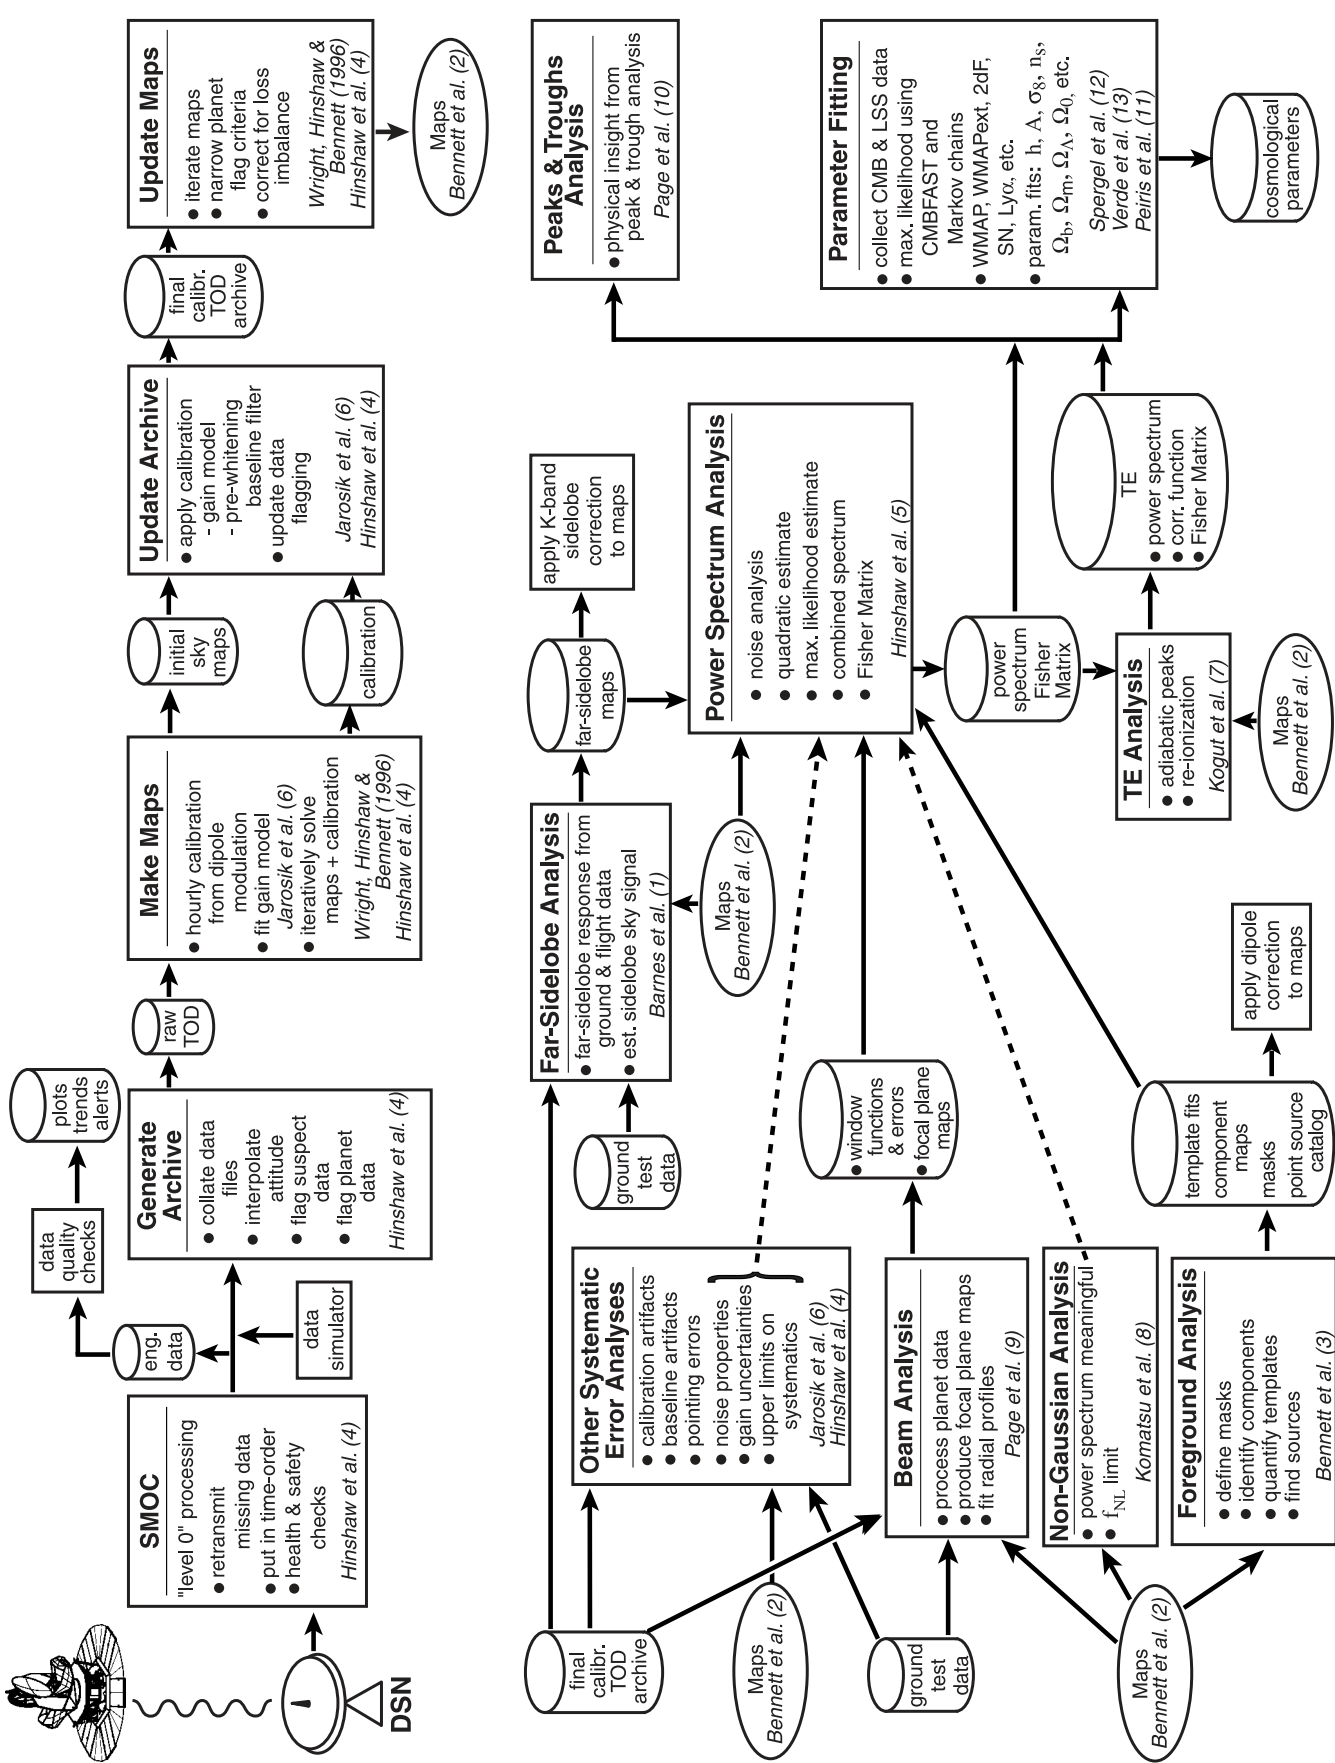 DSN
SMOC
"level 0" processing
● retransmit
missing data
● put in time-order
● health & safety
checks
Hinshaw et al. (4)
eng.
data
data
simulator
data
quality
checks
plots
trends
alerts
Generate
Archive
● collate data
files
● interpolate
attitude
● flag suspect
data
● flag planet
data
Hinshaw et al. (4)
raw
TOD
Make Maps
● hourly calibration
from dipole
modulation
● fit gain model
Jarosik et al. (6)
● iteratively solve
maps + calibration
Wright, Hinshaw &
Bennett (1996)
Hinshaw et al. (4)
initial
sky
maps
calibration
Update Archive
● apply calibration
- gain model
- pre-whitening
baseline filter
● update data
flagging
Jarosik et al. (6)
Hinshaw et al. (4)
final
calibr.
TOD
archive
Update Maps
● iterate maps
● narrow planet
flag criteria
● correct for loss
imbalance
Wright, Hinshaw &
Bennett (1996)
Hinshaw et al. (4)
Maps
Bennett et al. (2)
final
calibr.
TOD
archive
Maps
Bennett et al. (2)
ground
test
data
Maps
Bennett et al. (2)
Other Systematic
Error Analyses
● calibration artifacts
● baseline artifacts
● pointing errors
● noise properties
● gain uncertainties
● upper limits on
systematics
Jarosik et al. (6)
Hinshaw et al. (4)
Beam Analysis
● process planet data
● produce focal plane maps
● fit radial profiles
Page et al. (9)
Non-Gaussian Analysis
● power spectrum meaningful
● fNL limit
Komatsu et al. (8)
Foreground Analysis
● define masks
● identify components
● quantify templates
● find sources
Bennett et al. (3)
ground
test
data
● window
functions
& errors
● focal plane
maps
template fits
component
maps
masks
point source
catalog
apply dipole
correction
to maps
Far-Sidelobe Analysis
● far-sidelobe response from
ground & flight data
● est. sidelobe sky signal
Barnes et al. (1)
Maps
Bennett et al. (2)
far-sidelobe
maps
apply K-band
sidelobe
correction
to maps
Power Spectrum Analysis
● noise analysis
● quadratic estimate
● max. likelihood estimate
● combined spectrum
● Fisher Matrix
Hinshaw et al. (5)
power
spectrum
Fisher
Matrix
TE Analysis
● adiabatic peaks
● re-ionization
Kogut et al. (7)
Maps
Bennett et al. (2)
TE
● power spectrum
● corr. function
● Fisher Matrix
Peaks & Troughs
Analysis
● physical insight from
peak & trough analysis
Page et al. (10)
Parameter Fitting
● collect CMB & LSS data
● max. likelihood using
CMBFAST and
Markov chains
● WMAP, WMAPext, 2dF,
SN, Lyα, etc.
● param. fits: h, A, σ8, ns,
Ωb, Ωm, ΩΛ, Ω0, etc.
Spergel et al. (12)
Verde et al. (13)
Peiris et al. (11)
cosmological
parameters